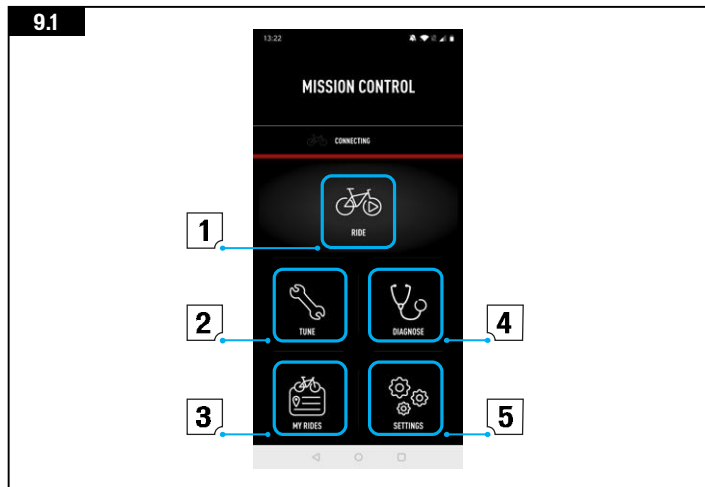 9.1
13:22
MISSION CONTROL
CONNECTING
RIDE
1
TUNE
DIAGNOSE
2
4
MY RIDES
SETTINGS
3
5